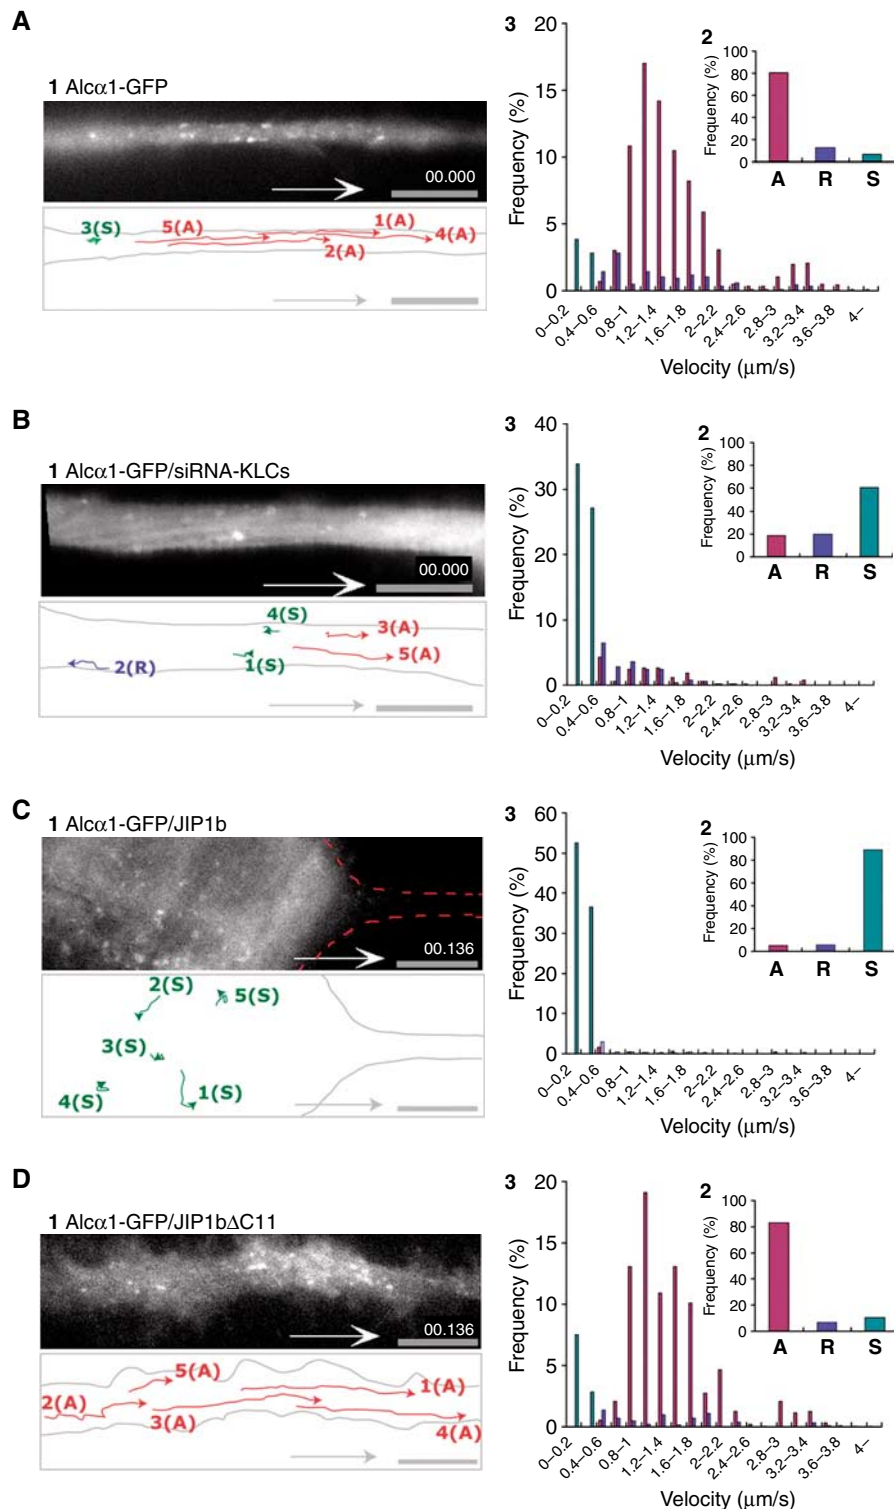 A
1 Alcα1-GFP
00.000
3(S)
5(A)
1(A)
4(A)
2(A)
3
20
15
10
5
0
Frequency (%)
0–0.2
0.4–0.6
0.8–1
1.2–1.4
1.6–1.8
2–2.2
2.4–2.6
2.8–3
3.2–3.4
3.6–3.8
4–
Velocity (μm/s)
2
100
80
60
40
20
0
Frequency (%)
A R S
B
1 Alcα1-GFP/siRNA-KLCs
00.000
4(S)
3(A)
5(A)
1(S)
2(R)
3
40
30
20
10
0
Frequency (%)
0–0.2
0.4–0.6
0.8–1
1.2–1.4
1.6–1.8
2–2.2
2.4–2.6
2.8–3
3.2–3.4
3.6–3.8
4–
Velocity (μm/s)
2
100
80
60
40
20
0
Frequency (%)
A R S
C
1 Alcα1-GFP/JIP1b
00.136
2(S)
5(S)
3(S)
4(S)
1(S)
3
60
50
40
30
20
10
0
Frequency (%)
0–0.2
0.4–0.6
0.8–1
1.2–1.4
1.6–1.8
2–2.2
2.4–2.6
2.8–3
3.2–3.4
3.6–3.8
4–
Velocity (μm/s)
2
100
80
60
40
20
0
Frequency (%)
A R S
D
1 Alcα1-GFP/JIP1bΔC11
00.136
5(A)
1(A)
2(A)
3(A)
4(A)
3
20
15
10
5
0
Frequency (%)
0–0.2
0.4–0.6
0.8–1
1.2–1.4
1.6–1.8
2–2.2
2.4–2.6
2.8–3
3.2–3.4
3.6–3.8
4–
Velocity (μm/s)
2
100
80
60
40
20
0
Frequency (%)
A R S